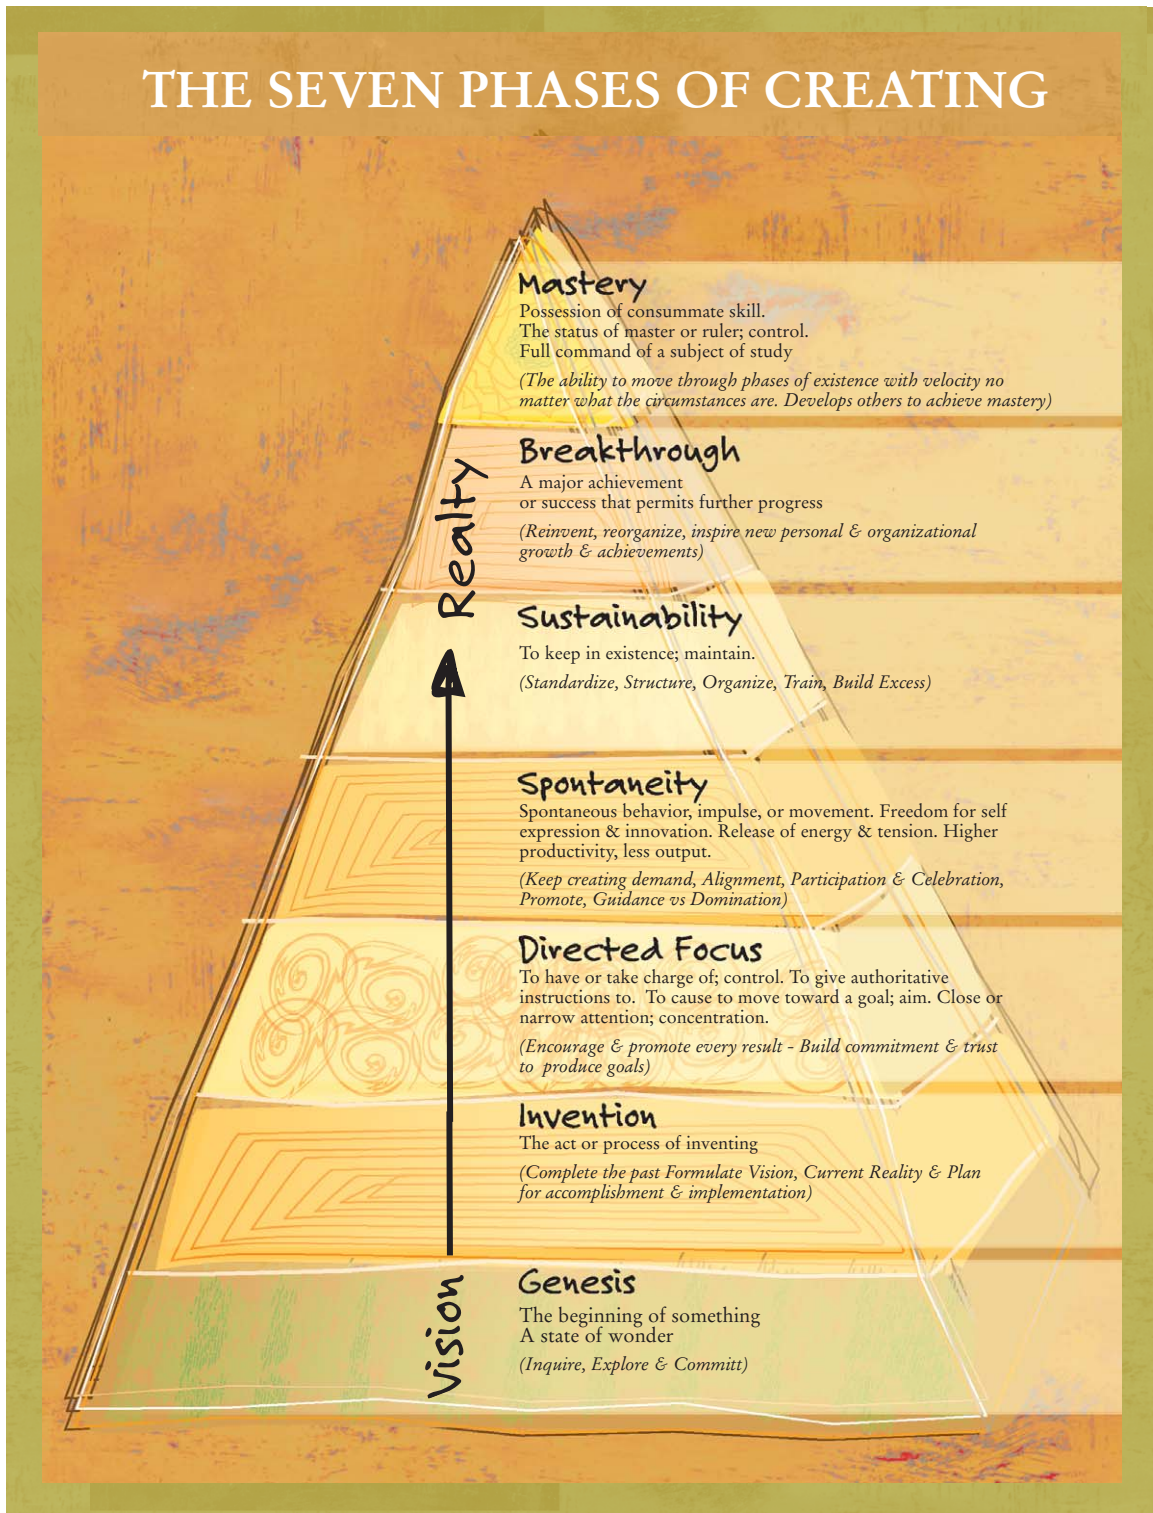 THE SEVEN PHASES OF CREATING
Mastery
Possession of consummate skill.
The status of master or ruler; control.
Full command of a subject of study
(The ability to move through phases of existence with velocity no
matter what the circumstances are. Develops others to achieve mastery)
Breakthrough
A major achievement
or success that permits further progress
(Reinvent, reorganize, inspire new personal & organizational
growth & achievements)
Realty
Sustainability
To keep in existence; maintain.
(Standardize, Structure, Organize, Train, Build Excess)
Spontaneity
Spontaneous behavior, impulse, or movement. Freedom for self
expression & innovation. Release of energy & tension. Higher
productivity, less output.
(Keep creating demand, Alignment, Participation & Celebration,
Promote, Guidance vs Domination)
Directed Focus
To have or take charge of; control. To give authoritative
instructions to. To cause to move toward a goal; aim. Close or
narrow attention; concentration.
(Encourage & promote every result - Build commitment & trust
to produce goals)
Invention
The act or process of inventing
(Complete the past Formulate Vision, Current Reality & Plan
for accomplishment & implementation)
Vision
Genesis
The beginning of something
A state of wonder
(Inquire, Explore & Committ)